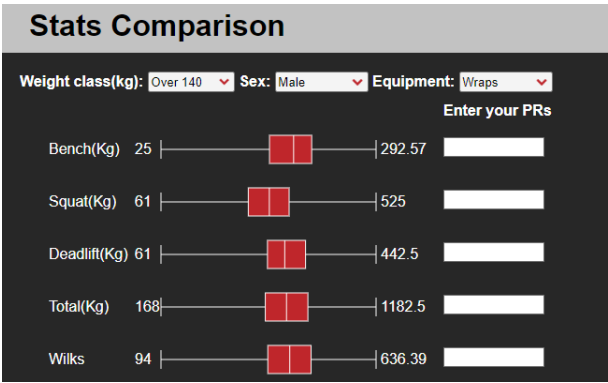 Stats Comparison
Weight class(kg): Over 140 Sex: Male Equipment: Wraps
Enter your PRs
Bench(Kg) 25 292.57
Squat(Kg) 61 525
Deadlift(Kg) 61 442.5
Total(Kg) 168 1182.5
Wilks 94 636.39